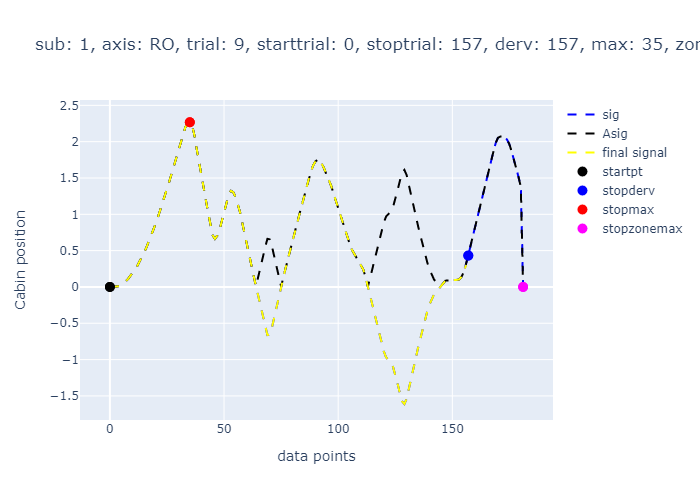 sub: 1, axis: RO, trial: 9, starttrial: 0, stoptrial: 157, derv: 157, max: 35, zor
2.5
2
1.5
1
0.5
0
−0.5
−1
−1.5
Cabin position
0
50
100
150
data points
sig
Asig
final signal
startpt
stopderv
stopmax
stopzonemax